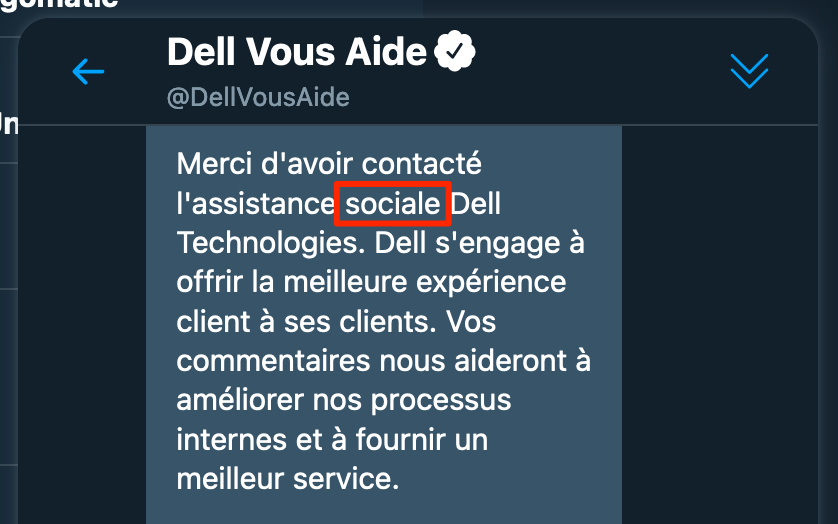 gomatic
Dell Vous Aide
@DellVousAide
Un
Merci d'avoir contacté
l'assistance sociale Dell
Technologies. Dell s'engage à
offrir la meilleure expérience
client à ses clients. Vos
commentaires nous aideront à
améliorer nos processus
internes et à fournir un
meilleur service.